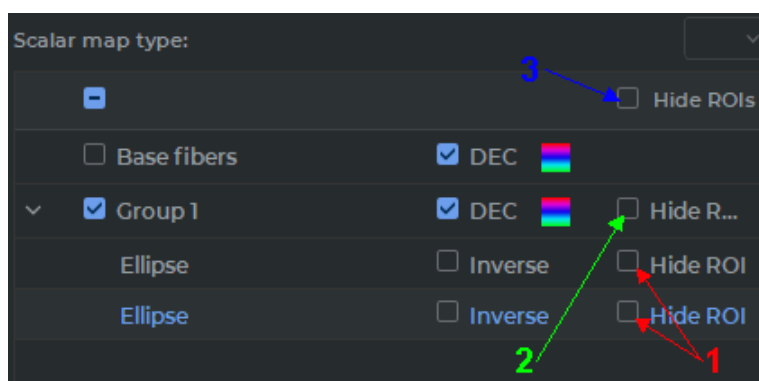 Scalar map type:
3
Hide ROIs
Base fibers DEC
Group 1 DEC Hide R...
Ellipse Inverse Hide ROI
Ellipse Inverse Hide ROI
2 1